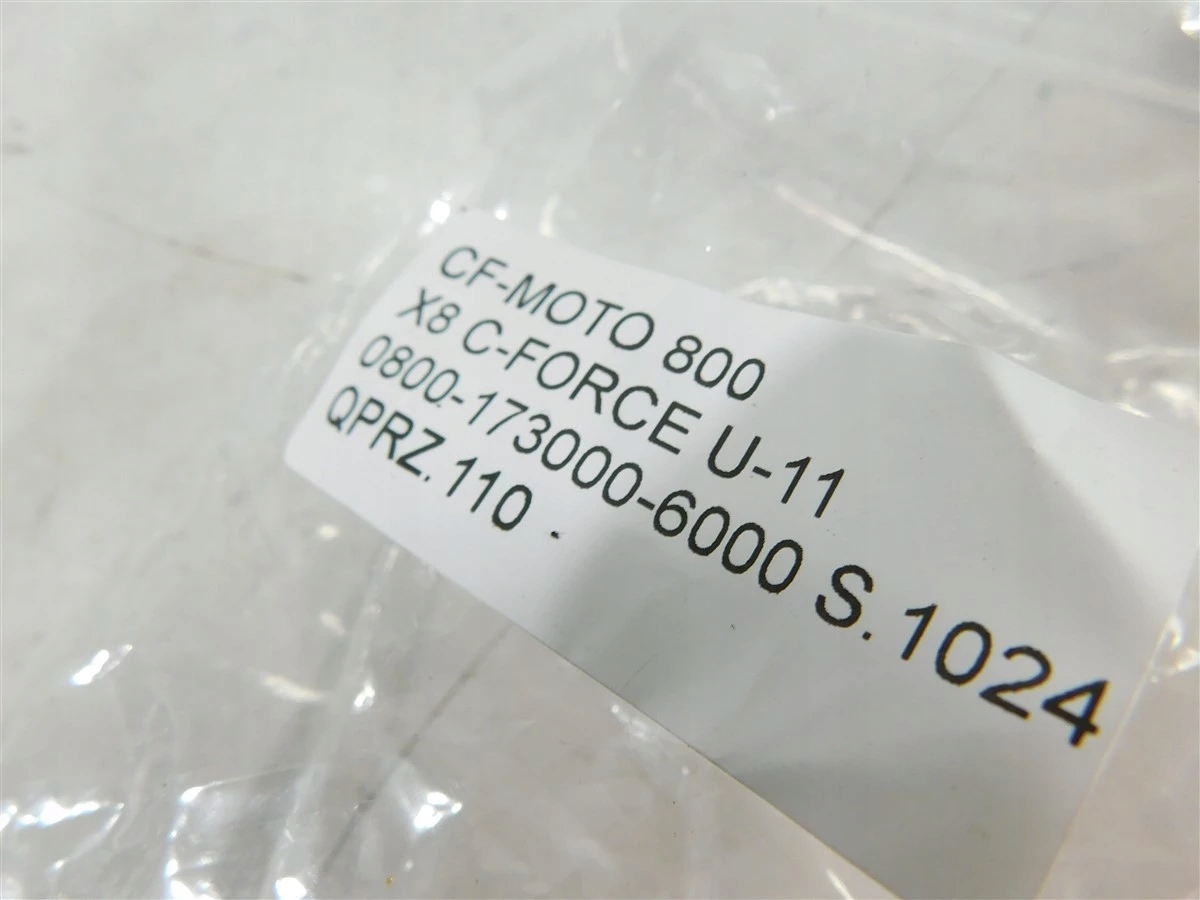 CF-MOTO 800
X8 C-FORCE U-11
0800-173000-6000 S.1024
QPRZ.110